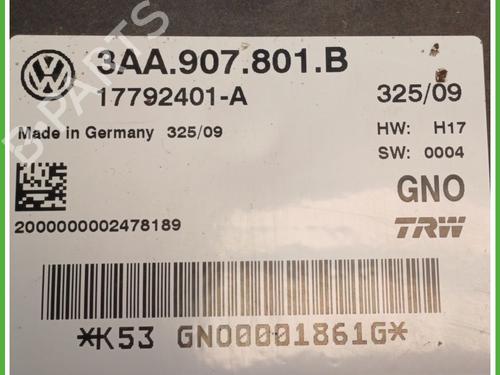 3AA.907.801.B
17792401-A 325/09
Made in Germany 325/09 HW: H17
SW: 0004
GNO
2000000002478189 TRW
*K53 GNO00001861G*
B-PARTS